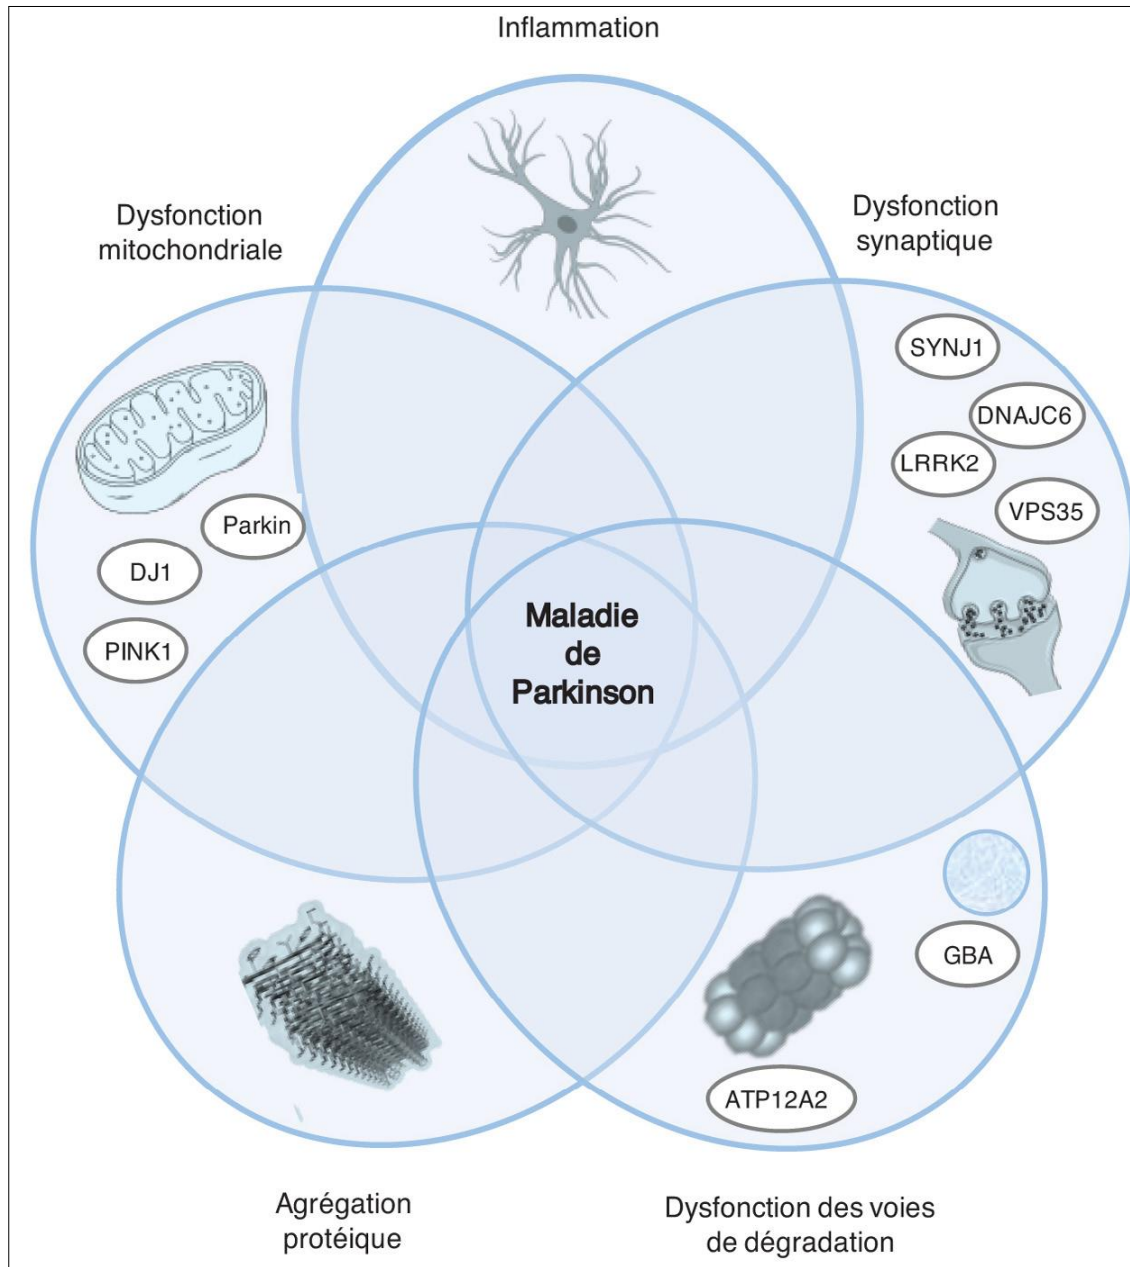 Inflammation
Dysfonction
mitochondriale
Dysfonction
synaptique
SYNJ1
DNAJC6
LRRK2
VPS35
Parkin
DJ1
PINK1
Maladie
de
Parkinson
GBA
ATP12A2
Agrégation
protéique
Dysfonction des voies
de dégradation